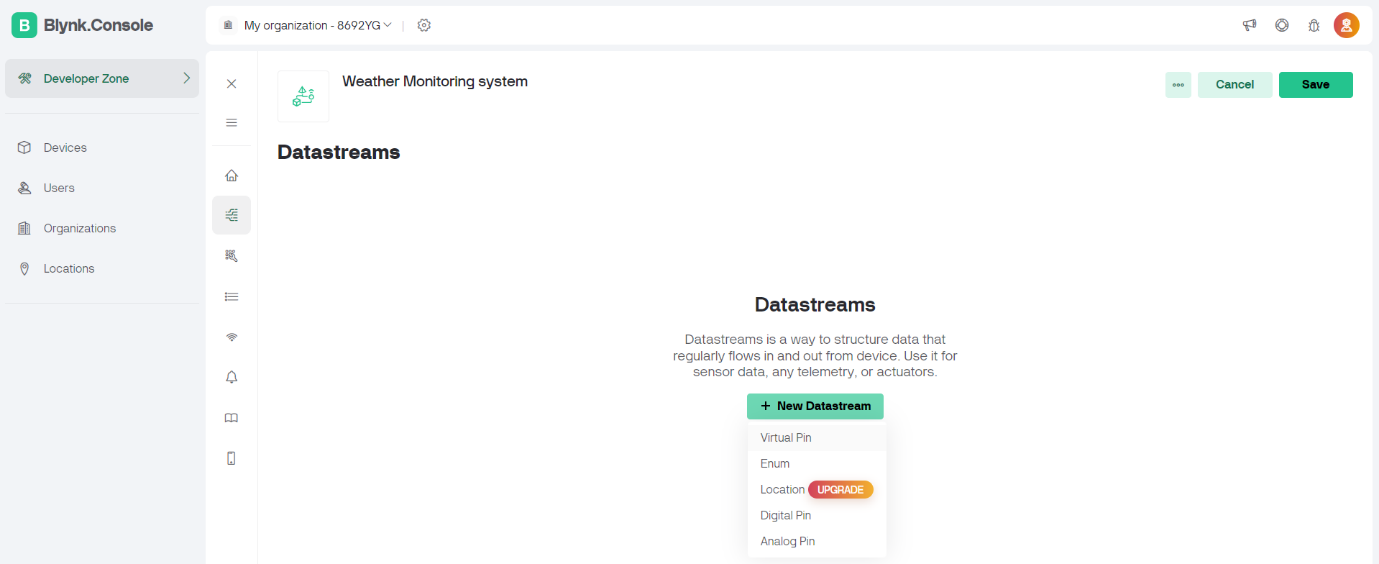 B Blynk.Console
My organization - 8692YG
Developer Zone
Devices
Users
Organizations
Locations
Weather Monitoring system
Cancel
Save
Datastreams
Datastreams
Datastreams is a way to structure data that
regularly flows in and out from device. Use it for
sensor data, any telemetry, or actuators.
+ New Datastream
Virtual Pin
Enum
Location UPGRADE
Digital Pin
Analog Pin